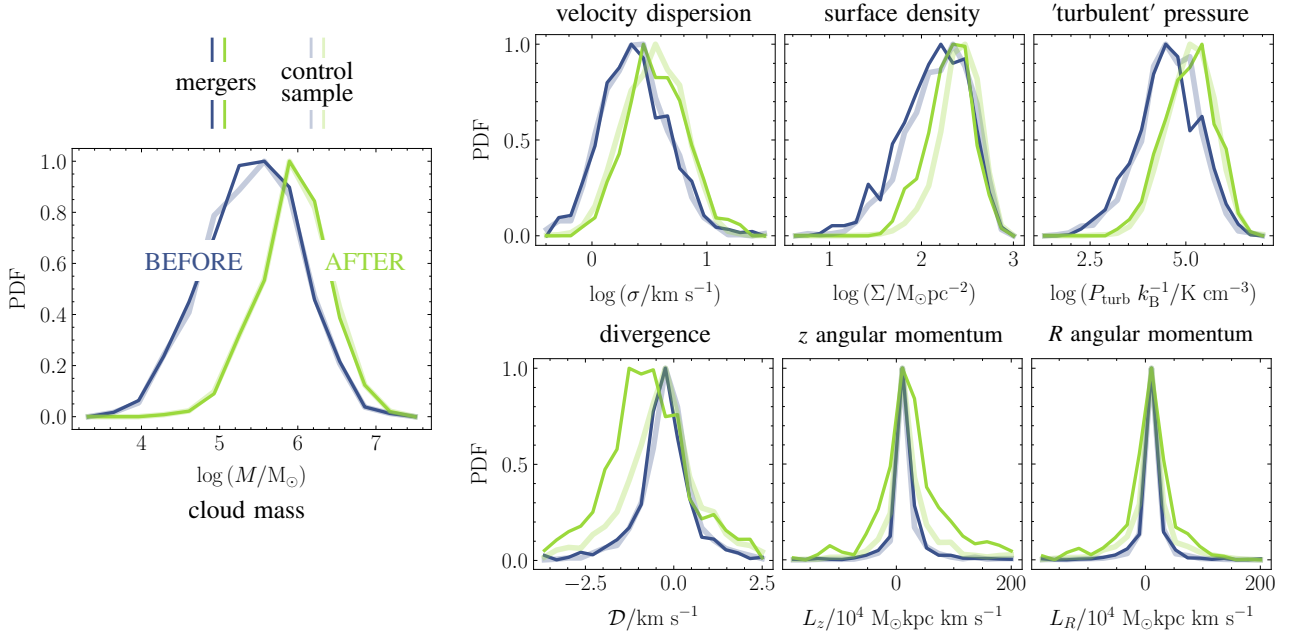 mergers
control
sample
1.0
0.8
0.6
0.4
0.2
0.0
PDF
BEFORE
AFTER
4
5
6
7
log (M/M⊙)
cloud mass
velocity dispersion
surface density
'turbulent' pressure
1.0
0.5
0.0
PDF
0
1
1
2
3
2.5
5.0
log (σ/km s⁻¹)
log (Σ/M⊙pc⁻²)
log (P_turb k_B⁻¹/K cm⁻³)
divergence
z angular momentum
R angular momentum
1.0
0.5
0.0
PDF
−2.5
0.0
2.5
0
200
0
200
𝒟/km s⁻¹
L_z/10⁴ M⊙kpc km s⁻¹
L_R/10⁴ M⊙kpc km s⁻¹